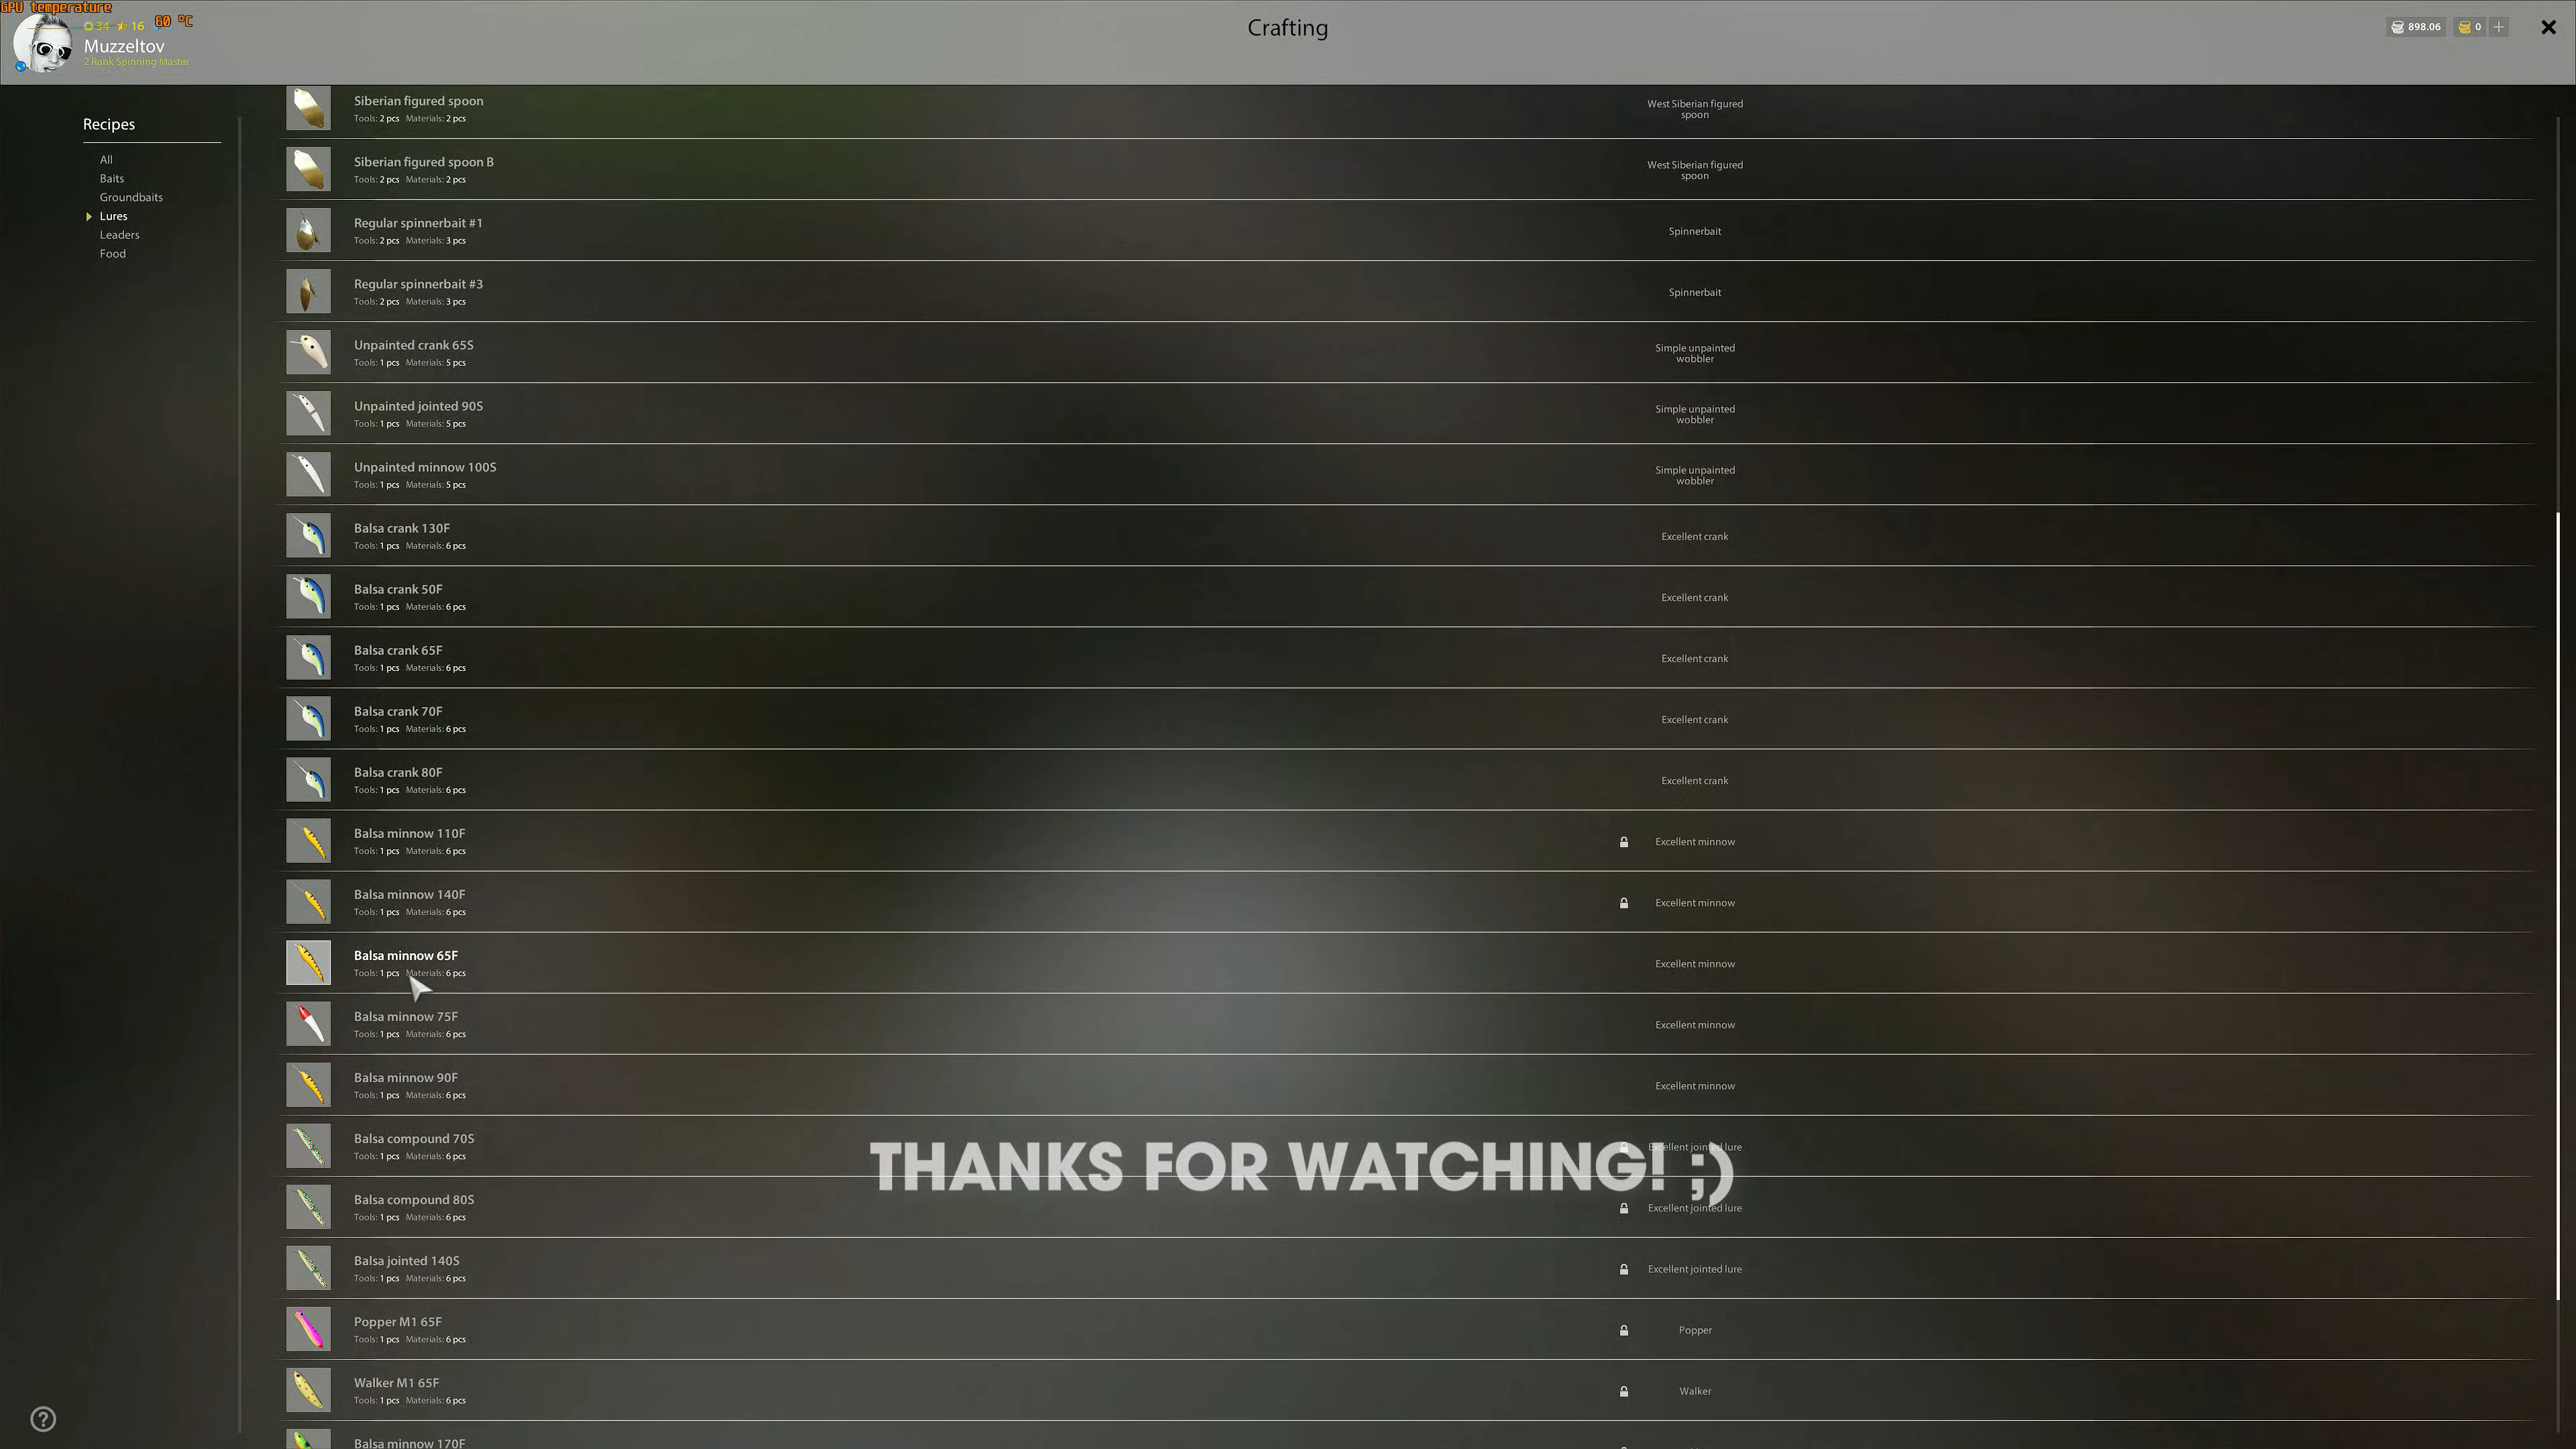 GPU temperature
34 16 60 °C
Muzzeltov
2 Rank Spinning Master
Crafting
898.06 0
Recipes
All
Baits
Groundbaits
Lures
Leaders
Food
Siberian figured spoon
Tools: 2 pcs Materials: 2 pcs
West Siberian figured
spoon
Siberian figured spoon B
Tools: 2 pcs Materials: 2 pcs
West Siberian figured
spoon
Regular spinnerbait #1
Tools: 2 pcs Materials: 3 pcs
Spinnerbait
Regular spinnerbait #3
Tools: 2 pcs Materials: 3 pcs
Spinnerbait
Unpainted crank 65S
Tools: 1 pcs Materials: 5 pcs
Simple unpainted
wobbler
Unpainted jointed 90S
Tools: 1 pcs Materials: 5 pcs
Simple unpainted
wobbler
Unpainted minnow 100S
Tools: 1 pcs Materials: 5 pcs
Simple unpainted
wobbler
Balsa crank 130F
Tools: 1 pcs Materials: 6 pcs
Excellent crank
Balsa crank 50F
Tools: 1 pcs Materials: 6 pcs
Excellent crank
Balsa crank 65F
Tools: 1 pcs Materials: 6 pcs
Excellent crank
Balsa crank 70F
Tools: 1 pcs Materials: 6 pcs
Excellent crank
Balsa crank 80F
Tools: 1 pcs Materials: 6 pcs
Excellent crank
Balsa minnow 110F
Tools: 1 pcs Materials: 6 pcs
Excellent minnow
Balsa minnow 140F
Tools: 1 pcs Materials: 6 pcs
Excellent minnow
Balsa minnow 65F
Tools: 1 pcs Materials: 6 pcs
Excellent minnow
Balsa minnow 75F
Tools: 1 pcs Materials: 6 pcs
Excellent minnow
Balsa minnow 90F
Tools: 1 pcs Materials: 6 pcs
Excellent minnow
Balsa compound 70S
Tools: 1 pcs Materials: 6 pcs
Excellent jointed lure
THANKS FOR WATCHING! ;)
Balsa compound 80S
Tools: 1 pcs Materials: 6 pcs
Excellent jointed lure
Balsa jointed 140S
Tools: 1 pcs Materials: 6 pcs
Excellent jointed lure
Popper M1 65F
Tools: 1 pcs Materials: 6 pcs
Popper
Walker M1 65F
Tools: 1 pcs Materials: 6 pcs
Walker
Balsa minnow 170F
?